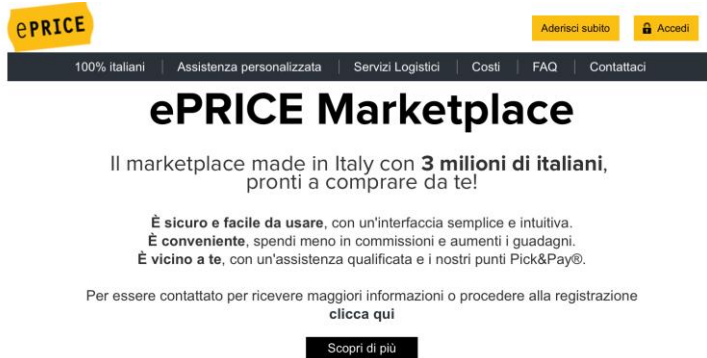 ePRICE
Aderisci subito
Accedi
100% italiani | Assistenza personalizzata | Servizi Logistici | Costi | FAQ | Contattaci
ePRICE Marketplace
Il marketplace made in Italy con 3 milioni di italiani,
pronti a comprare da te!
È sicuro e facile da usare, con un'interfaccia semplice e intuitiva.
È conveniente, spendi meno in commissioni e aumenti i guadagni.
È vicino a te, con un'assistenza qualificata e i nostri punti Pick&Pay®.
Per essere contattato per ricevere maggiori informazioni o procedere alla registrazione
clicca qui
Scopri di più